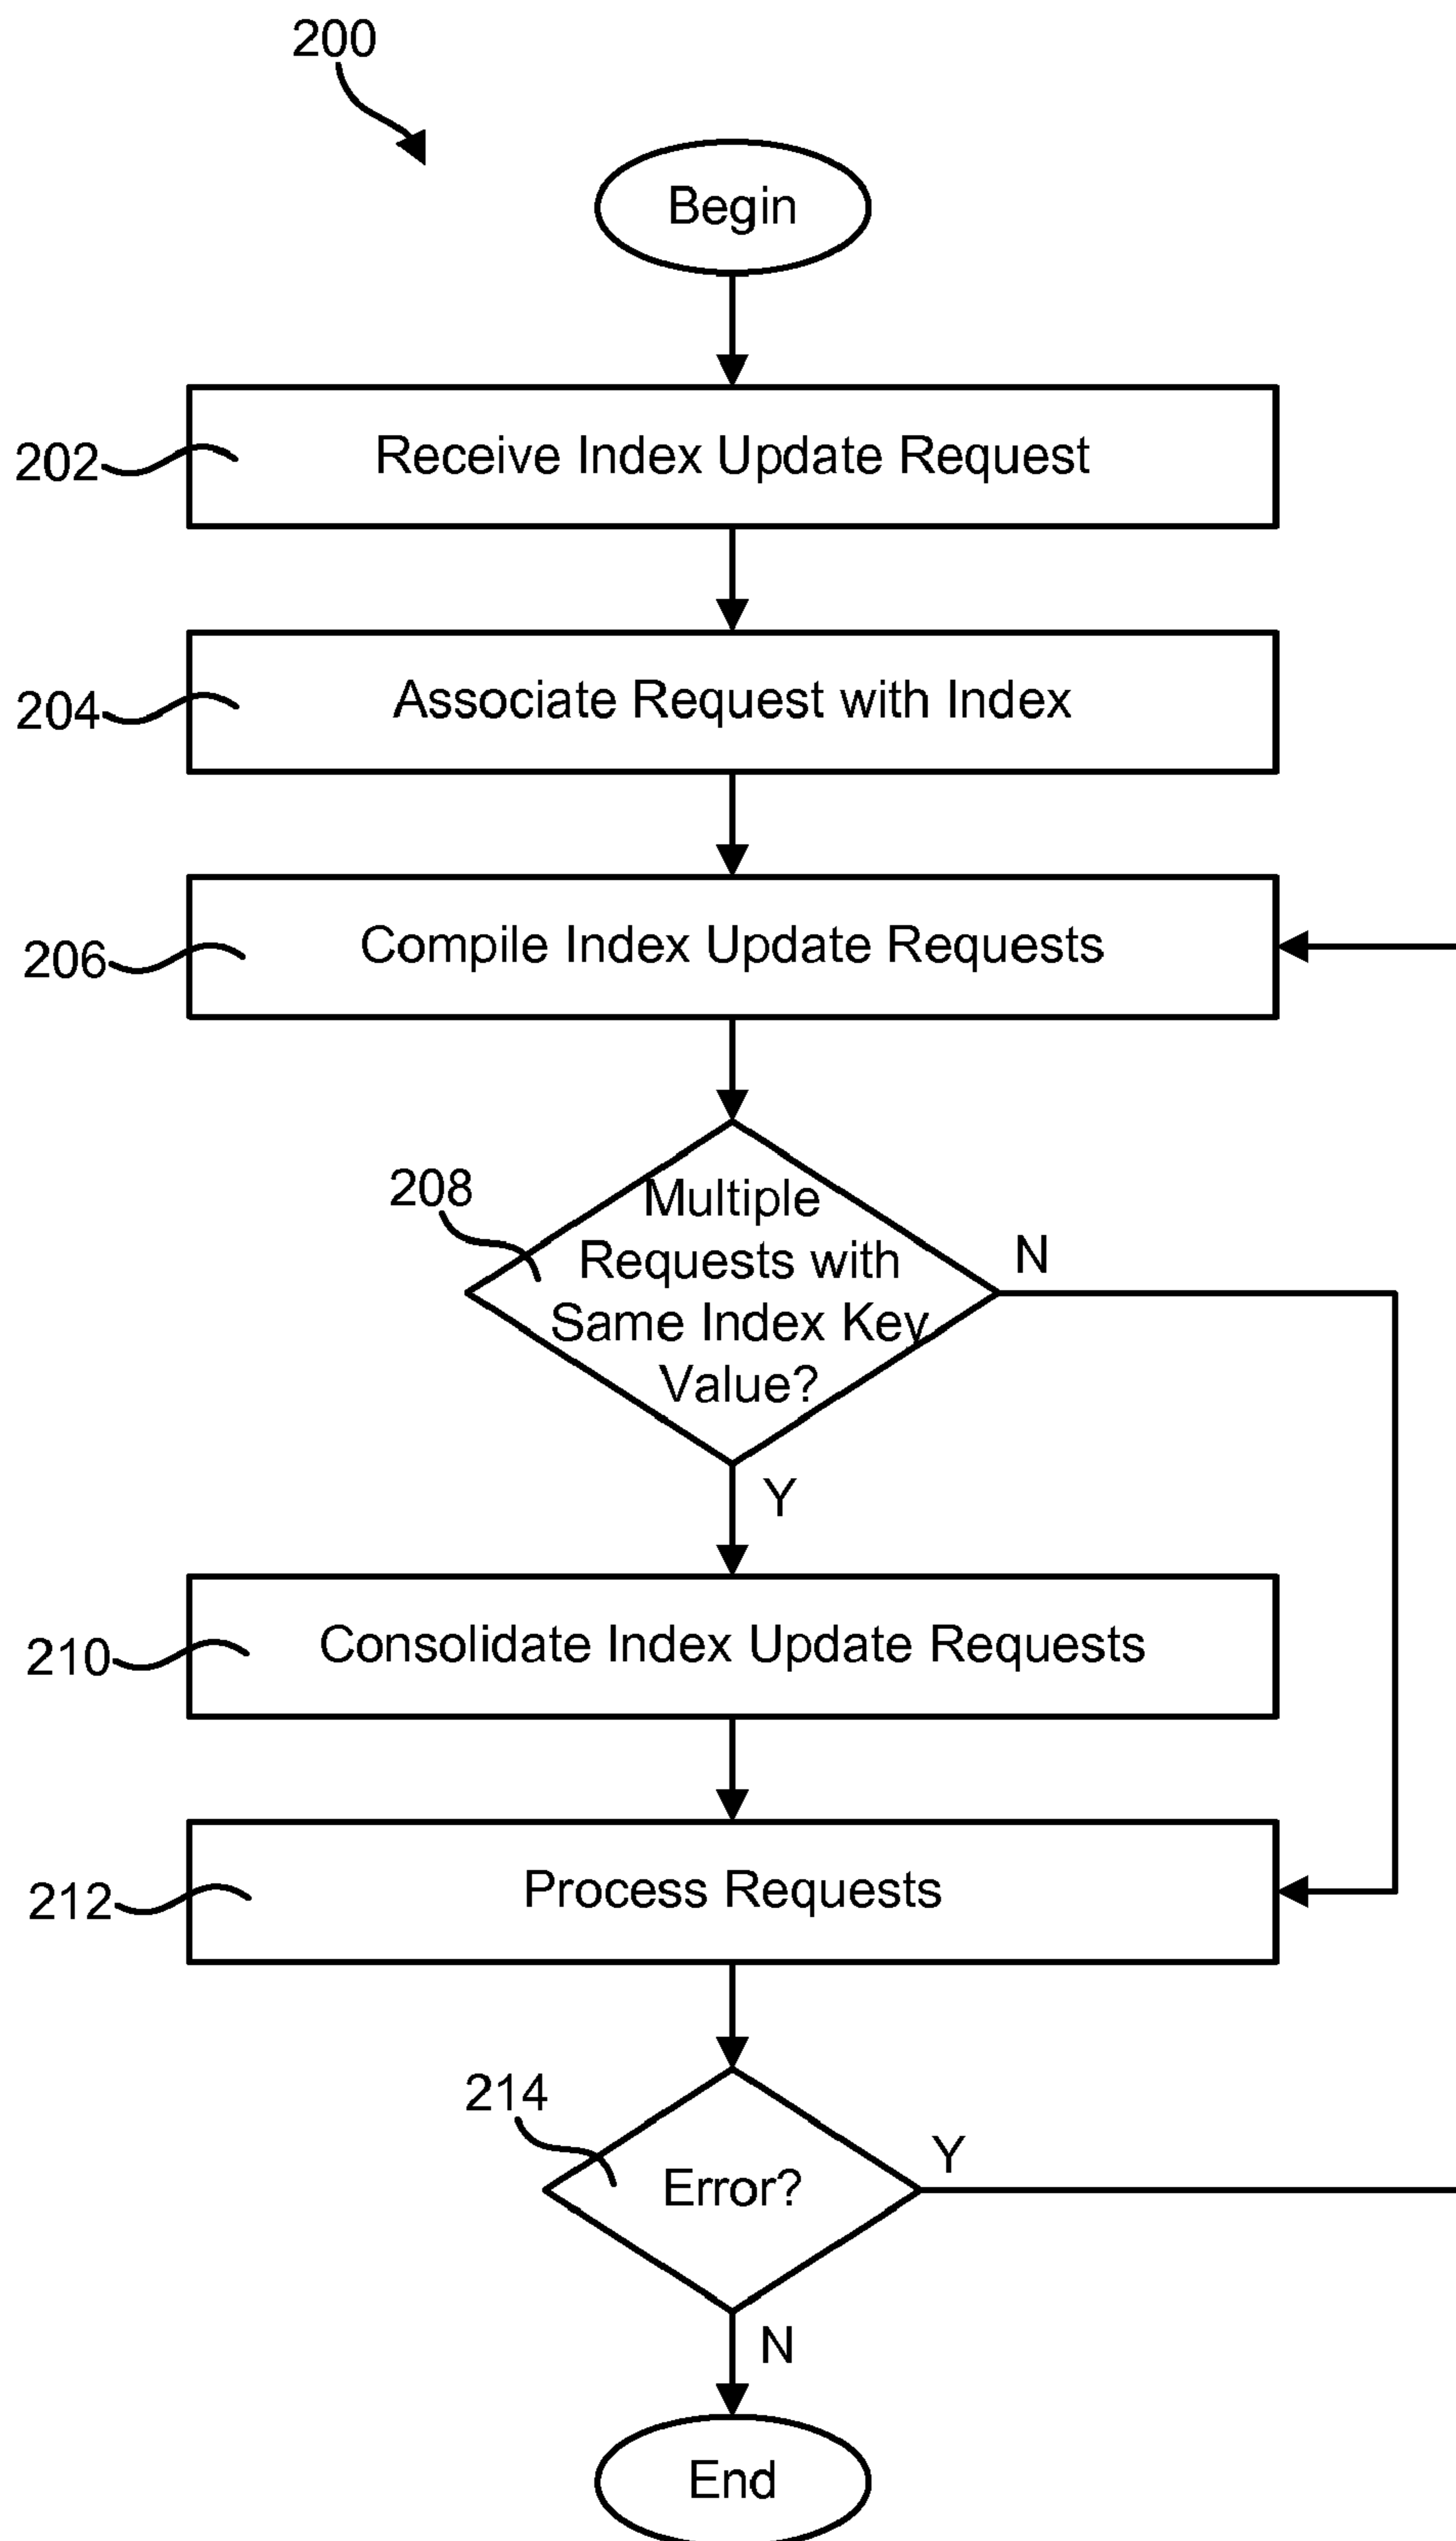 200
Begin
202
Receive Index Update Request
204
Associate Request with Index
206
Compile Index Update Requests
208
Multiple
Requests with
Same Index Key
Value?
N
Y
210
Consolidate Index Update Requests
212
Process Requests
214
Error?
Y
N
End